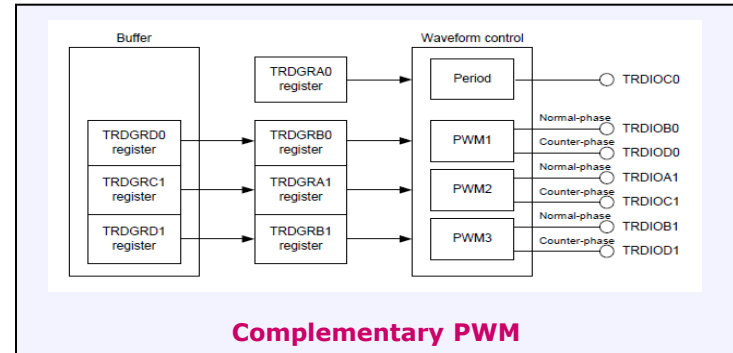 Buffer
Waveform control
TRDGRA0
register
Period
TRDIOC0
TRDGRD0
register
TRDGRB0
register
PWM1
Normal-phase
TRDIOB0
Counter-phase
TRDIOD0
TRDGRC1
register
TRDGRA1
register
PWM2
Normal-phase
TRDIOA1
Counter-phase
TRDIOC1
TRDGRD1
register
TRDGRB1
register
PWM3
Normal-phase
TRDIOB1
Counter-phase
TRDIOD1
Complementary PWM